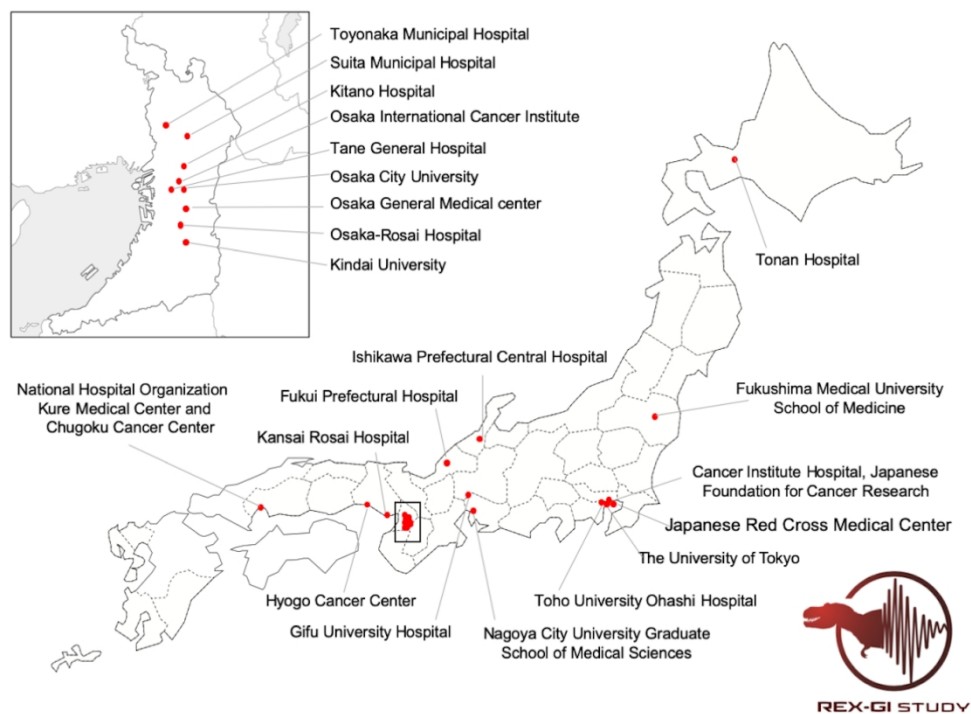 Toyonaka Municipal Hospital
Suita Municipal Hospital
Kitano Hospital
Osaka International Cancer Institute
Tane General Hospital
Osaka City University
Osaka General Medical center
Osaka-Rosai Hospital
Kindai University
Tonan Hospital
Ishikawa Prefectural Central Hospital
National Hospital Organization
Kure Medical Center and
Chugoku Cancer Center
Fukui Prefectural Hospital
Kansai Rosai Hospital
Fukushima Medical University
School of Medicine
Cancer Institute Hospital, Japanese
Foundation for Cancer Research
Japanese Red Cross Medical Center
The University of Tokyo
Hyogo Cancer Center
Toho University Ohashi Hospital
Gifu University Hospital
Nagoya City University Graduate
School of Medical Sciences
REX-GI STUDY